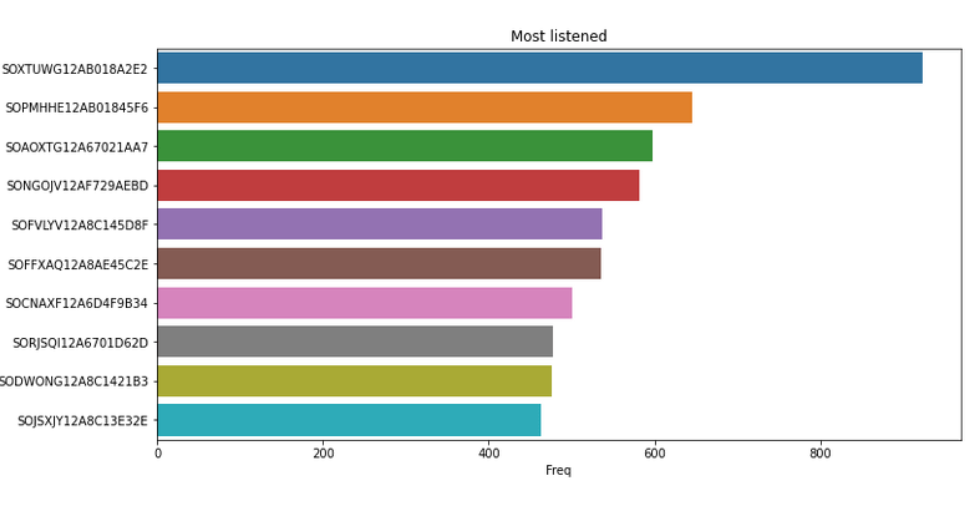 Most listened
SOXTUWG12AB018A2E2
SOPMHHE12AB01845F6
SOAOXTG12A67021AA7
SONGOJV12AF729AEBD
SOFVLYV12A8C145D8F
SOFFXAQ12A8AE45C2E
SOCNAXF12A6D4F9B34
SORJSQI12A6701D62D
SODWONG12A8C1421B3
SOJSXJY12A8C13E32E
0 200 400 600 800
Freq